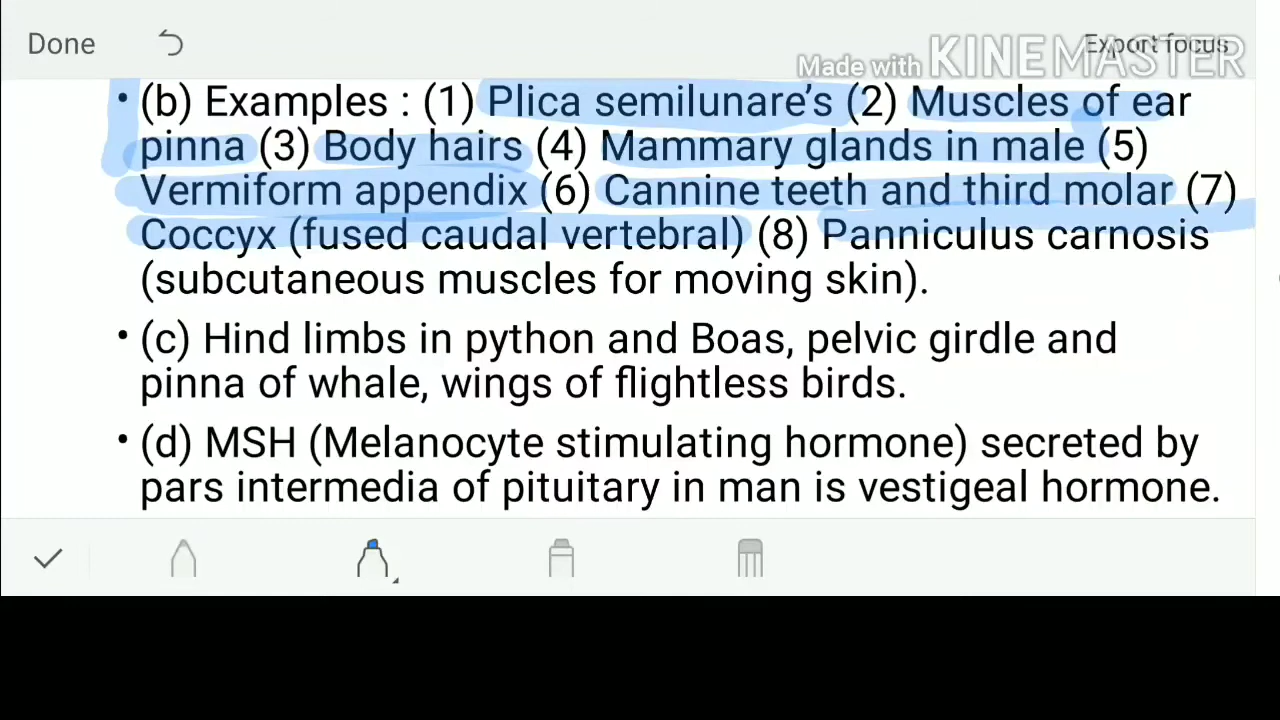 Done
Export focus
Made with KINEMASTER
• (b) Examples : (1) Plica semilunare's (2) Muscles of ear
pinna (3) Body hairs (4) Mammary glands in male (5)
Vermiform appendix (6) Cannine teeth and third molar (7)
Coccyx (fused caudal vertebral) (8) Panniculus carnosis
(subcutaneous muscles for moving skin).
• (c) Hind limbs in python and Boas, pelvic girdle and
pinna of whale, wings of flightless birds.
• (d) MSH (Melanocyte stimulating hormone) secreted by
pars intermedia of pituitary in man is vestigeal hormone.